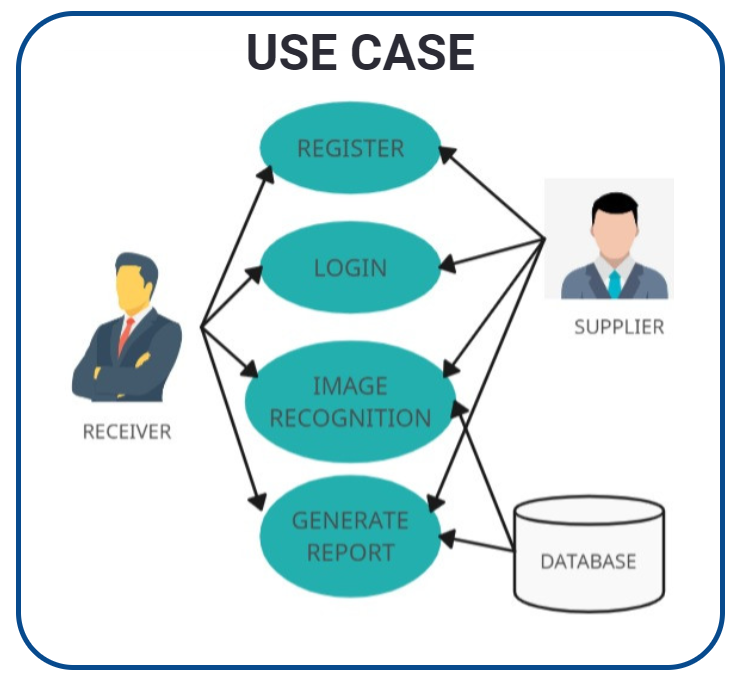 USE CASE
REGISTER
LOGIN
SUPPLIER
IMAGE
RECOGNITION
RECEIVER
GENERATE
REPORT
DATABASE